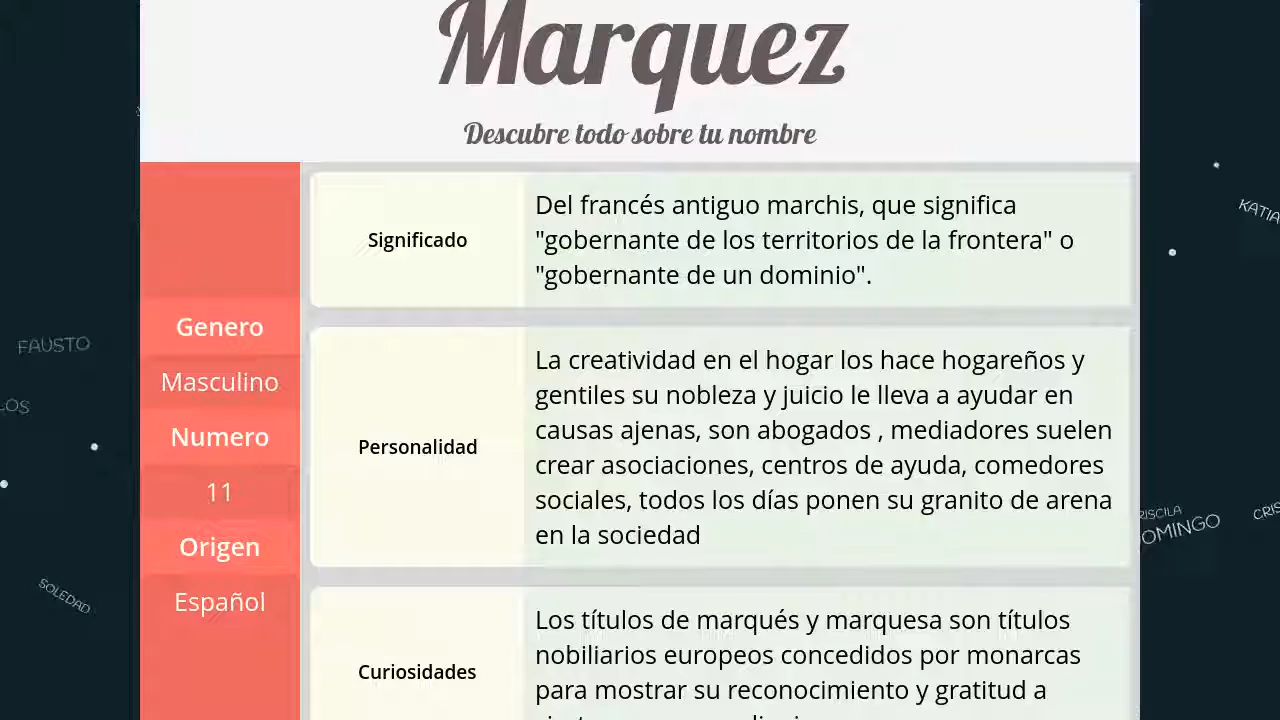 Marquez
Descubre todo sobre tu nombre
Significado
Del francés antiguo marchis, que significa
"gobernante de los territorios de la frontera" o
"gobernante de un dominio".
Genero
Masculino
Numero
11
Origen
Español
Personalidad
La creatividad en el hogar los hace hogareños y
gentiles su nobleza y juicio le lleva a ayudar en
causas ajenas, son abogados , mediadores suelen
crear asociaciones, centros de ayuda, comedores
sociales, todos los días ponen su granito de arena
en la sociedad
Curiosidades
Los títulos de marqués y marquesa son títulos
nobiliarios europeos concedidos por monarcas
para mostrar su reconocimiento y gratitud a
FAUSTO
LOS
SOLEDAD
KATIA
RISCILA
OMINGO
CRIS